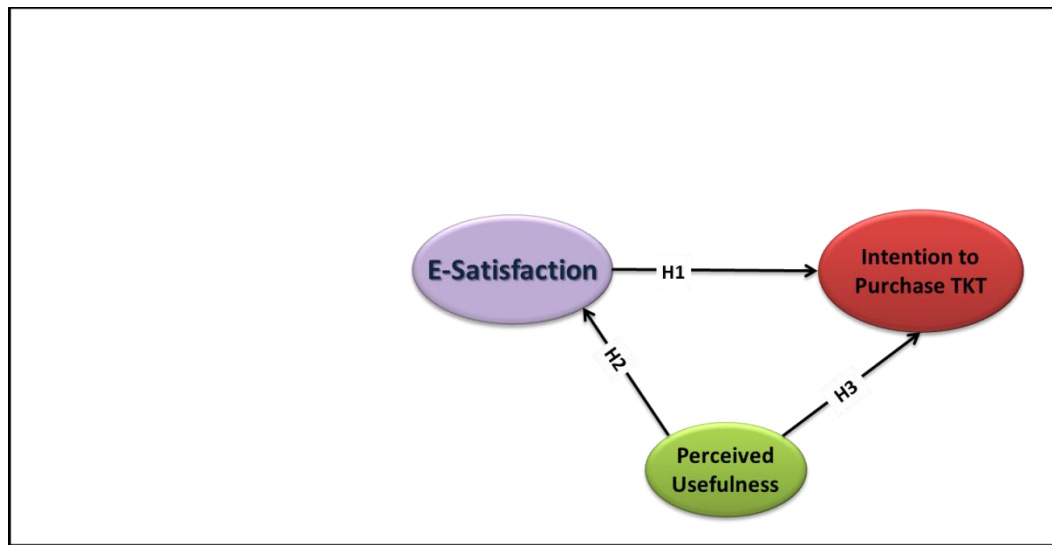 E-Satisfaction
H1
Intention to
Purchase TKT
H2
H3
Perceived
Usefulness